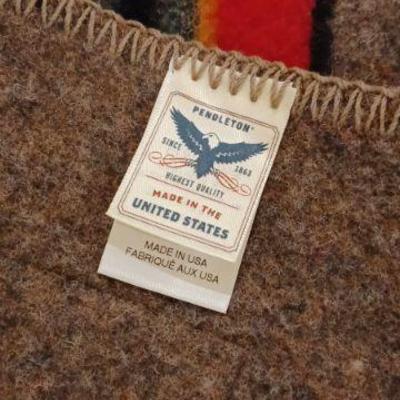 PENDLETON®
SINCE 1863
HIGHEST QUALITY
MADE IN THE
UNITED STATES
MADE IN USA
FABRIQUÉ AUX USA